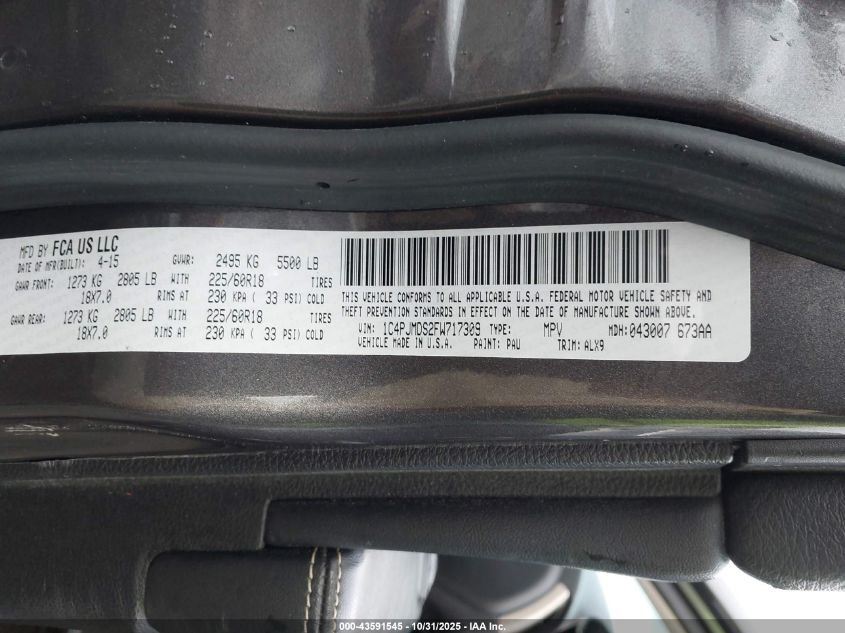 MFD BY FCA US LLC
DATE OF MFR(BUILT): 4-15 GVWR: 2495 KG 5500 LB
GAWR FRONT: 1273 KG 2805 LB WITH 225/60R18 TIRES
18X7.0 RIMS AT 230 KPA ( 33 PSI) COLD
GAWR REAR: 1273 KG 2805 LB WITH 225/60R18 TIRES
18X7.0 RIMS AT 230 KPA ( 33 PSI) COLD
THIS VEHICLE CONFORMS TO ALL APPLICABLE U.S.A. FEDERAL MOTOR VEHICLE SAFETY AND
THEFT PREVENTION STANDARDS IN EFFECT ON THE DATE OF MANUFACTURE SHOWN ABOVE.
VIN: 1C4PJMDS2FW717309 TYPE: MPV MDH: 043007 673AA
VEHICLE MADE IN U.S.A. PAINT: PAU TRIM: ALX9
000-43591545 - 10/31/2025 - IAA Inc.